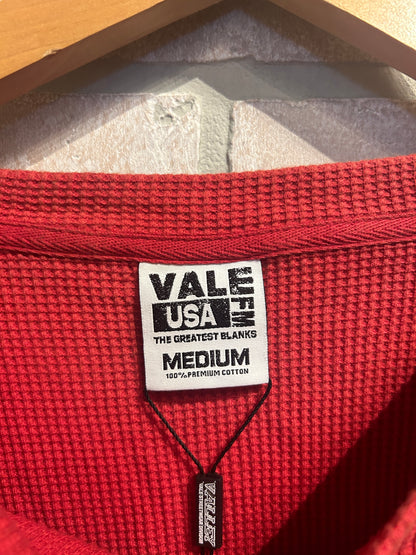 VALE
FM
USA
THE GREATEST BLANKS
MEDIUM
100% PREMIUM COTTON